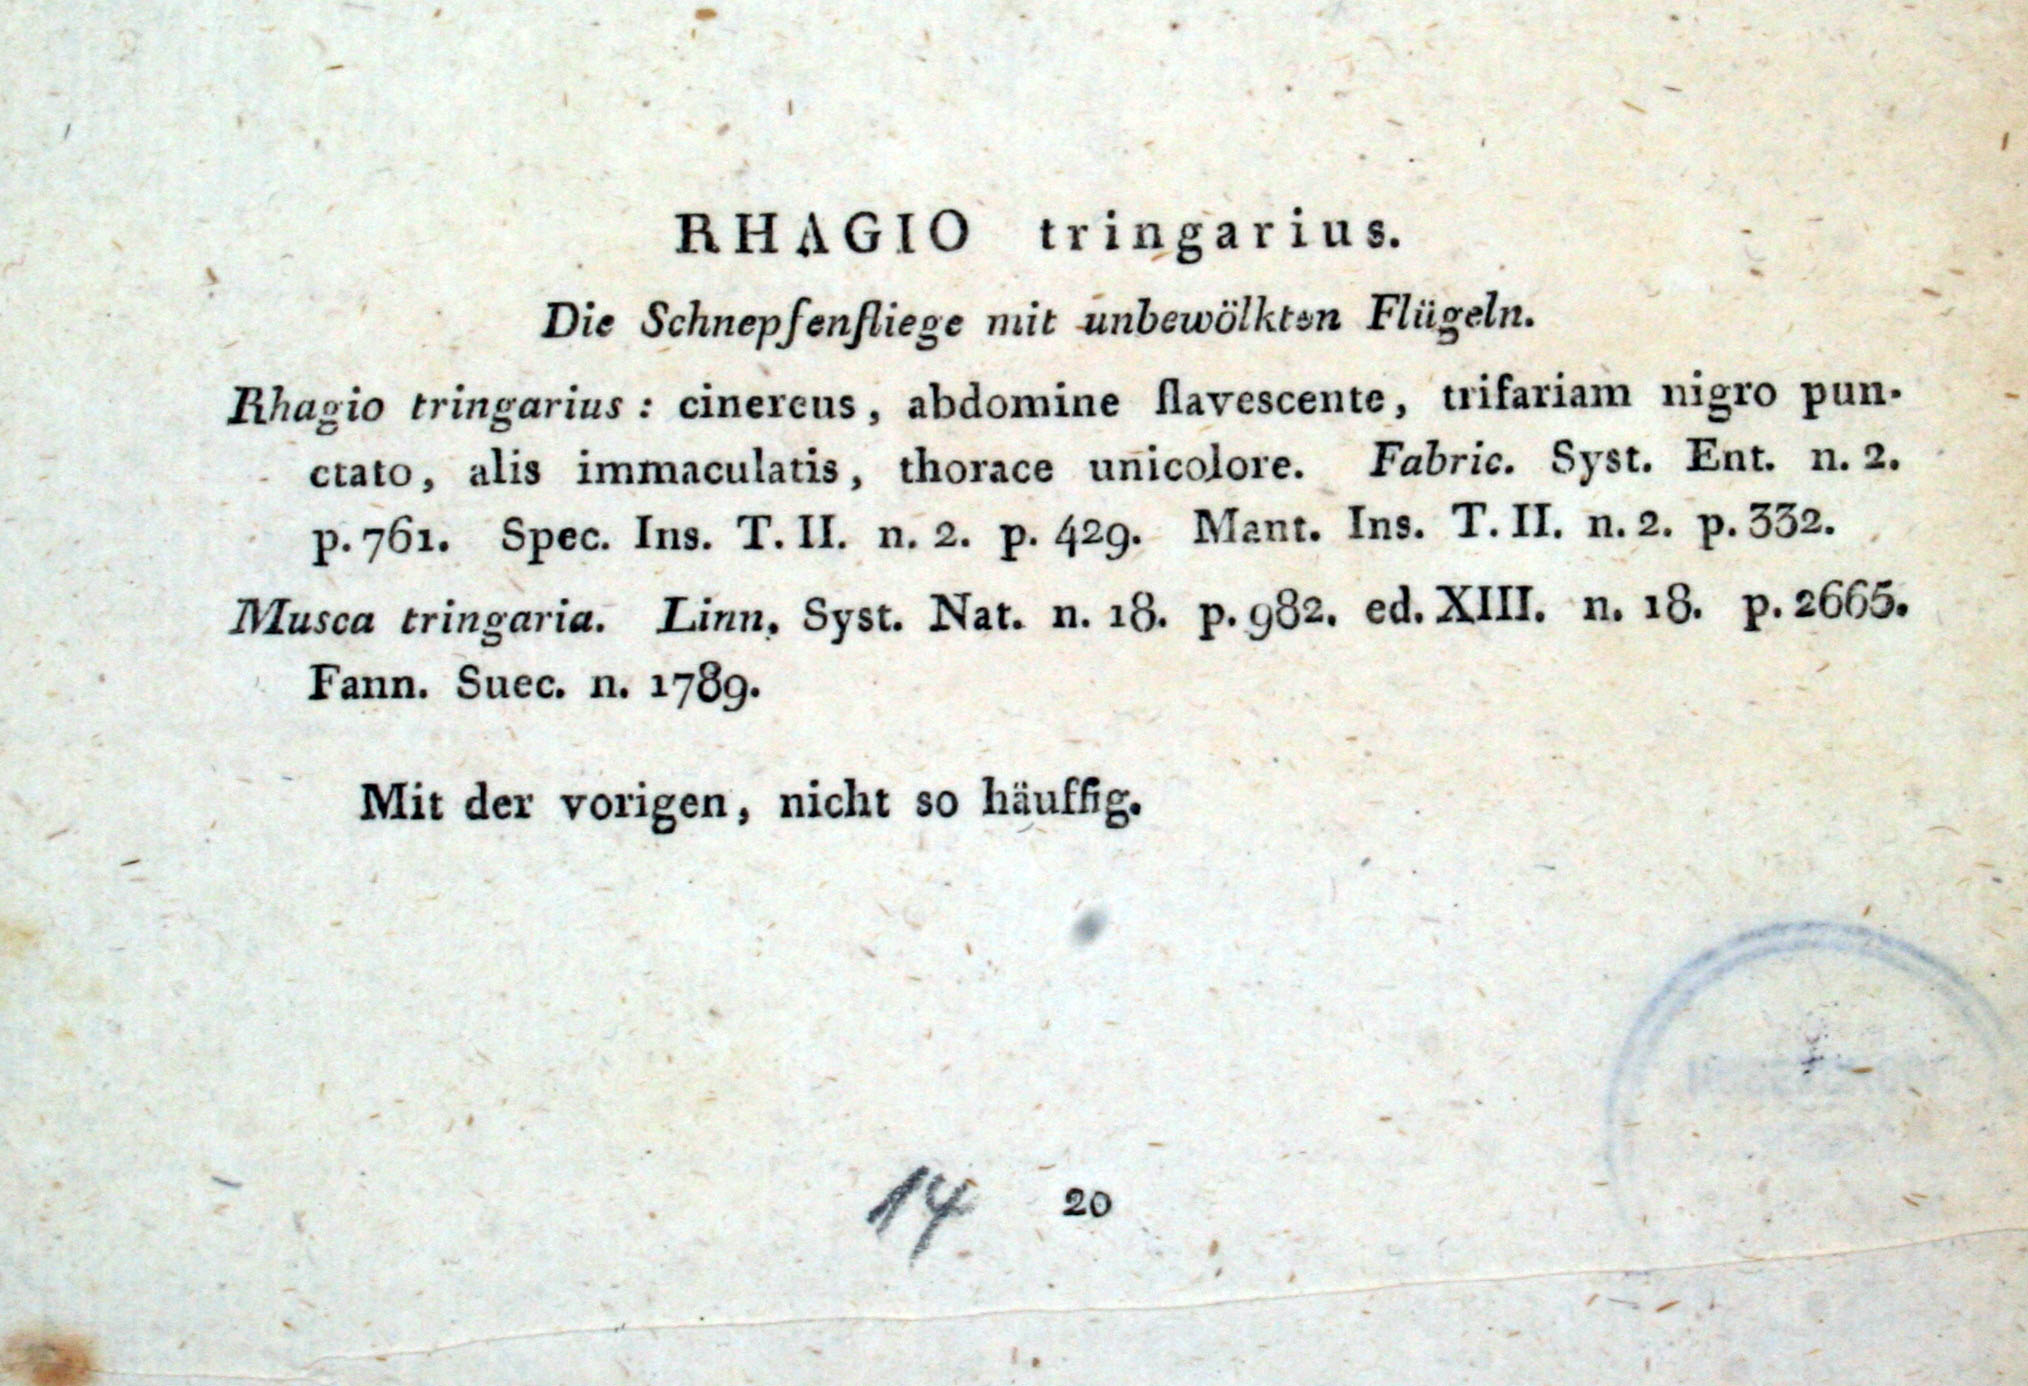 RHAGIO tringarius.
Die Schnepfenfliege mit unbewölkten Flügeln.
Rhagio tringarius: cinereus, abdomine flavescente, trifariam nigro pun-
ctato, alis immaculatis, thorace unicolore. Fabric. Syst. Ent. n. 2.
p. 761. Spec. Ins. T. II. n. 2. p. 429. Mant. Ins. T. II. n. 2. p. 332.
Musca tringaria. Linn. Syst. Nat. n. 18. p. 982. ed. XIII. n. 18. p. 2665.
Fann. Suec. n. 1789.
Mit der vorigen, nicht so häuffig.
14 20